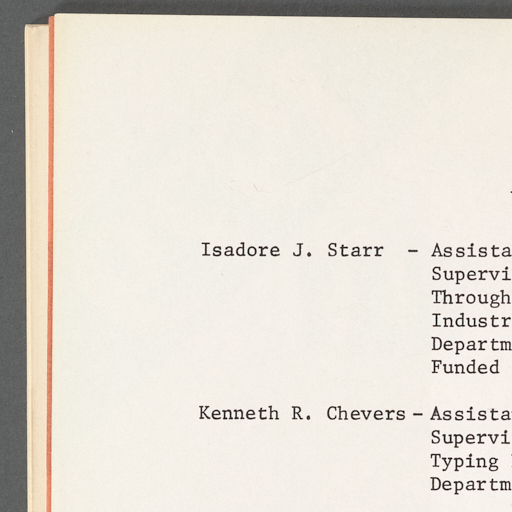 Isadore J. Starr - Assista
Supervi
Through
Industr
Departm
Funded
Kenneth R. Chevers - Assista
Supervi
Typing
Departm